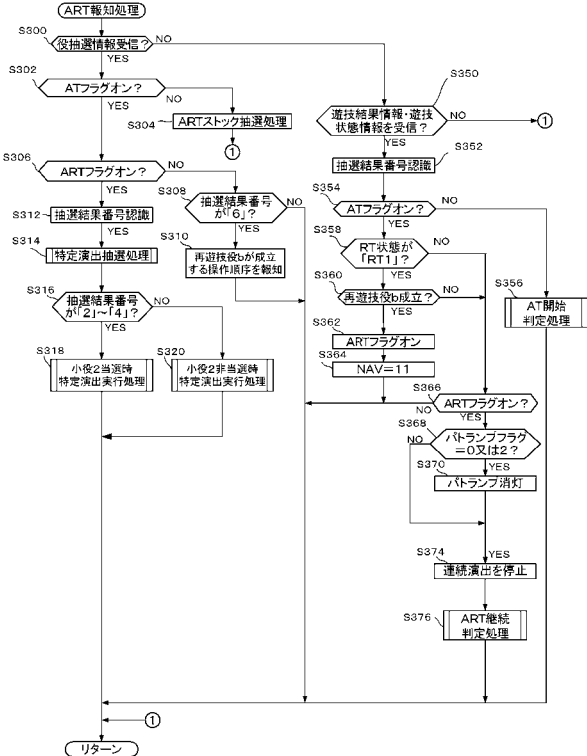 ART報知処理
S300
役抽選情報受信?
NO
YES
S302
ATフラグオン?
NO
YES
S304
ARTストック抽選処理
①
S306
ARTフラグオン?
NO
YES
S308
抽選結果番号
が「6」?
NO
YES
S310
再遊技役bが成立
する操作順序を報知
S312
抽選結果番号認識
S314
特定演出抽選処理
S316
抽選結果番号
が「2」~「4」?
NO
YES
S318
小役2当選時
特定演出実行処理
S320
小役2非当選時
特定演出実行処理
S350
遊技結果情報・遊技
状態情報を受信?
NO
①
YES
S352
抽選結果番号認識
S354
ATフラグオン?
NO
YES
S356
AT開始
判定処理
S358
RT状態が
「RT1」?
NO
YES
S360
再遊技役b成立?
NO
YES
S362
ARTフラグオン
S364
NAV=11
S366
ARTフラグオン?
NO
YES
S368
パトランプフラグ
=0又は2?
NO
YES
S370
パトランプ消灯
YES
S374
連続演出を停止
S376
ART継続
判定処理
①
リターン